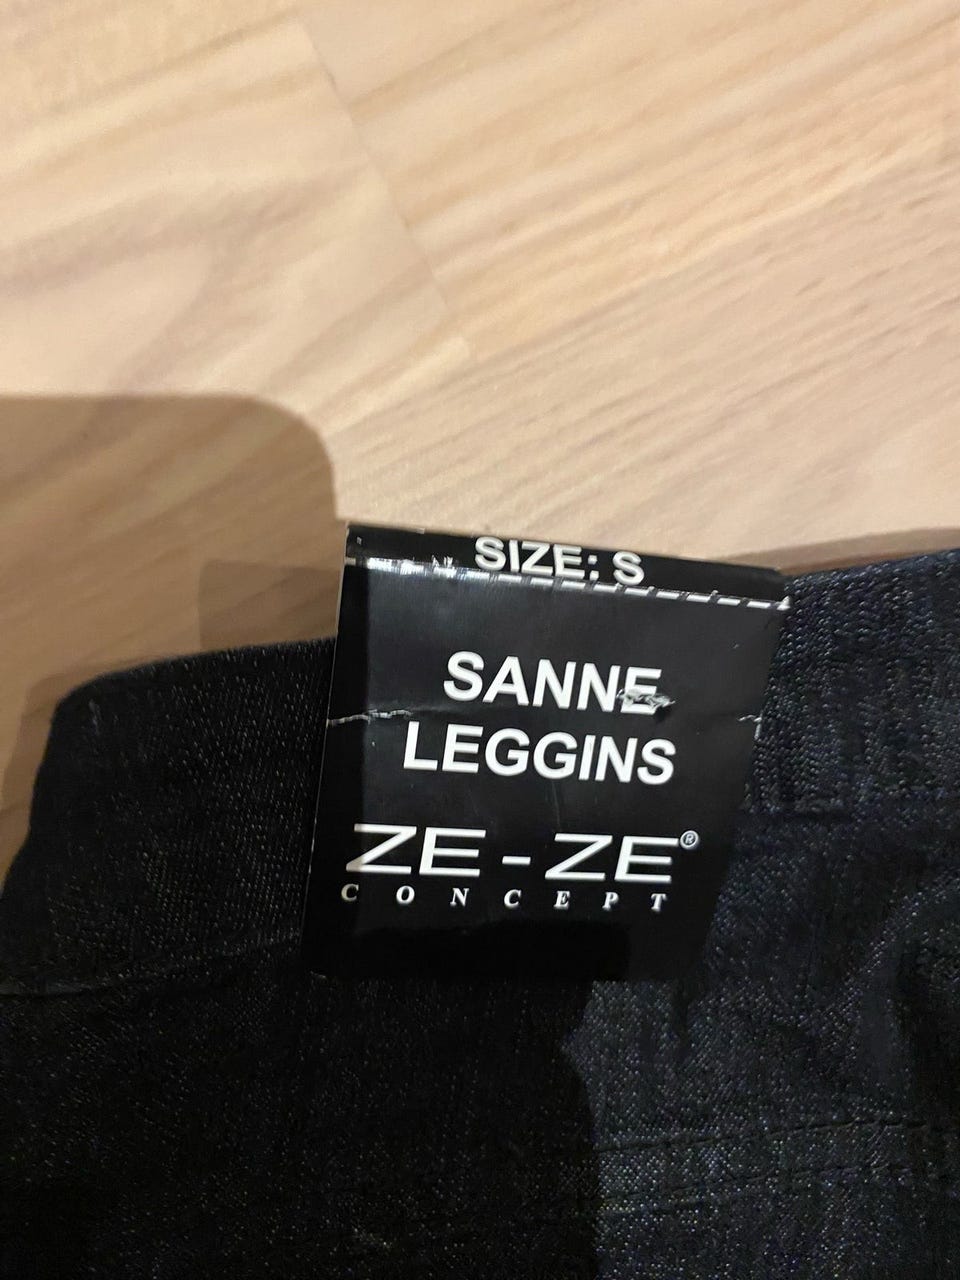 SIZE: S
SANNE
LEGGINS
ZE-ZE®
CONCEPT